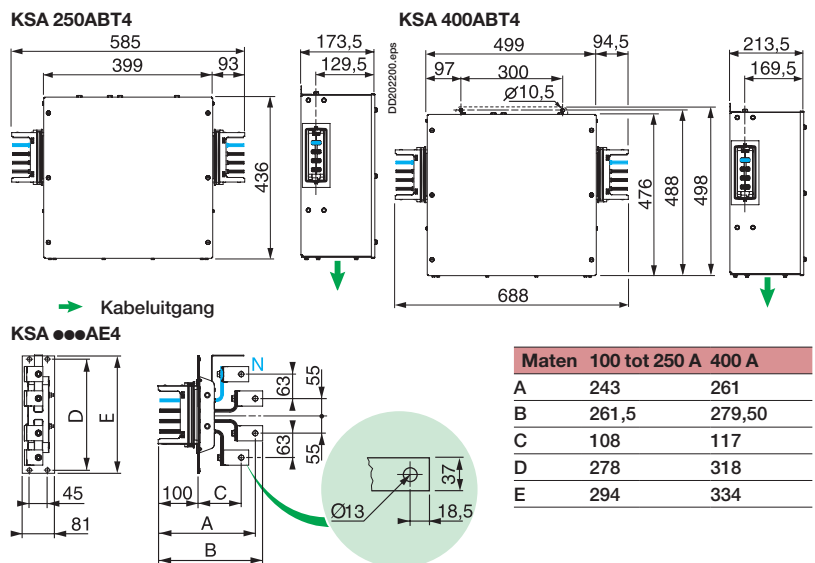 KSA 250ABT4
585
399
93
436
173,5
129,5
KSA 400ABT4
DD202200.eps
499
94,5
97
300
Ø10,5
476
488
498
688
213,5
169,5
Kabeluitgang
KSA ●●●AE4
D
E
45
81
N
63
55
63
55
100
C
A
B
Ø13
37
18,5
Maten 100 tot 250 A 400 A
A 243 261
B 261,5 279,50
C 108 117
D 278 318
E 294 334